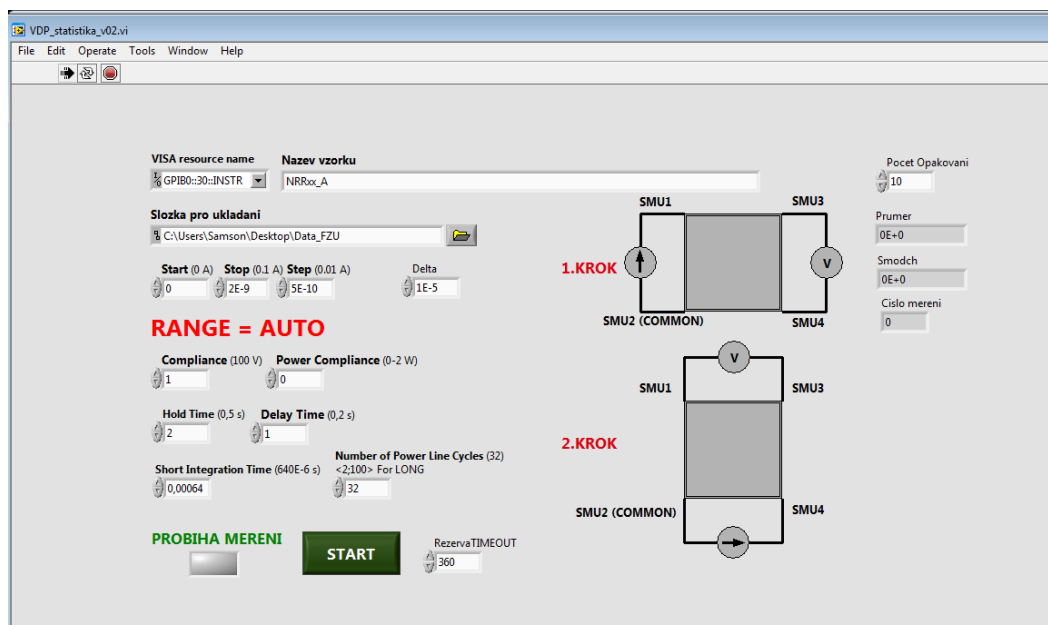 VDP_statistika_v02.vi
File Edit Operate Tools Window Help
VISA resource name Nazev vzorku Pocet Opakovani
GPIB0::30::INSTR NRRxx_A 10
SMU1 SMU3
Slozka pro ukladani Prumer
C:\Users\Samson\Desktop\Data_FZU 0E+0
Start (0 A) Stop (0.1 A) Step (0.01 A) Delta 1.KROK V Smodch
0 2E-9 5E-10 1E-5 0E+0
Cislo mereni
SMU2 (COMMON) SMU4 0
RANGE = AUTO
Compliance (100 V) Power Compliance (0-2 W) V
1 0
SMU1 SMU3
Hold Time (0,5 s) Delay Time (0,2 s)
2 1
2.KROK
Number of Power Line Cycles (32)
Short Integration Time (640E-6 s) <2;100> For LONG
0,00064 32
SMU2 (COMMON) SMU4
PROBIHA MERENI START RezervaTIMEOUT
360